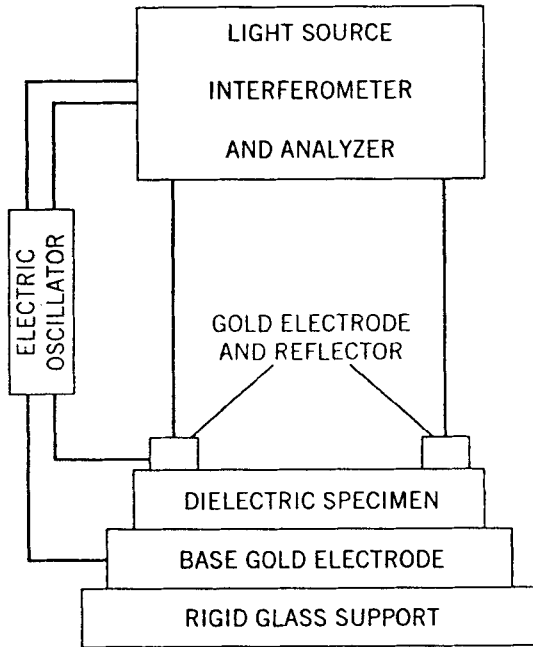 LIGHT SOURCE
INTERFEROMETER
AND ANALYZER
ELECTRIC
OSCILLATOR
GOLD ELECTRODE
AND REFLECTOR
DIELECTRIC SPECIMEN
BASE GOLD ELECTRODE
RIGID GLASS SUPPORT